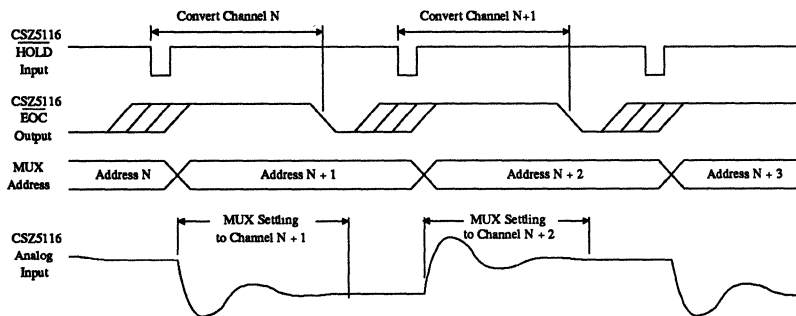 Convert Channel N
Convert Channel N+1
CSZ5116
HOLD
Input
CSZ5116
EOC
Output
MUX
Address
Address N
Address N + 1
Address N + 2
Address N + 3
MUX Settling
to Channel N + 1
MUX Settling
to Channel N + 2
CSZ5116
Analog
Input